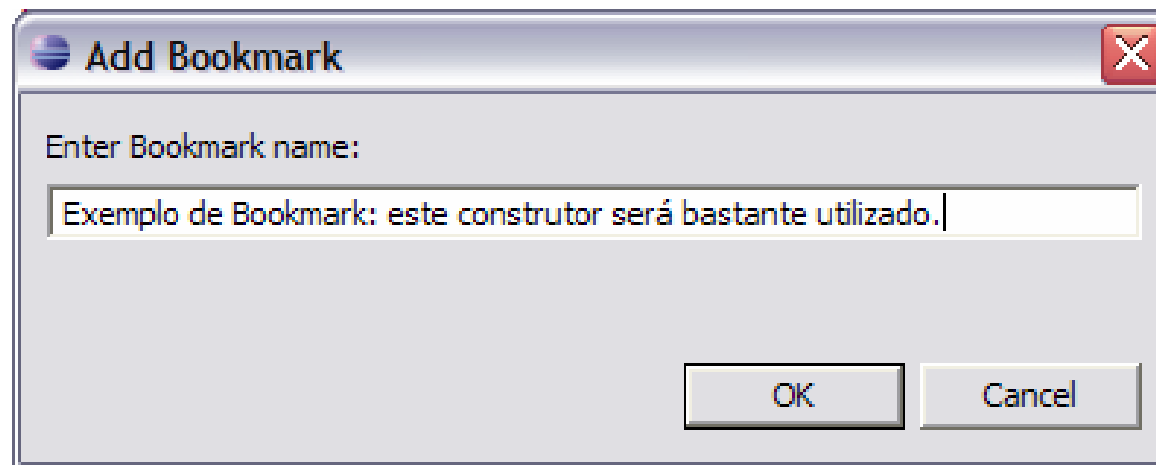 Add Bookmark
Enter Bookmark name:
Exemplo de Bookmark: este construtor será bastante utilizado.
OK
Cancel